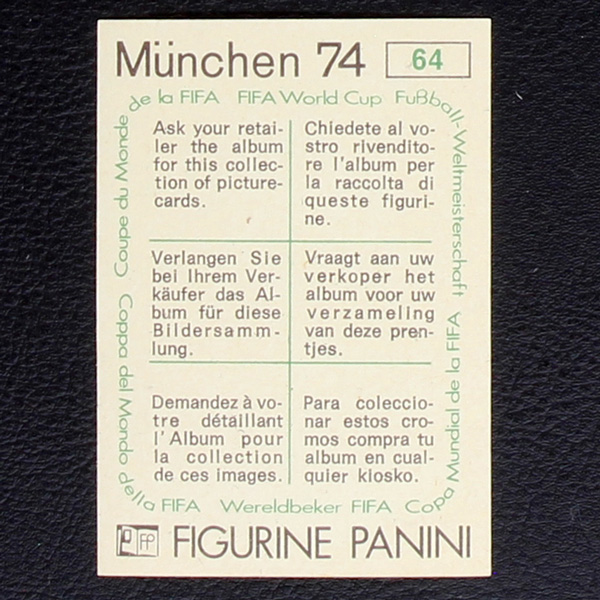 München 74 64
Coupe du Monde de la FIFA FIFA World Cup Fußball-Weltmeisterschaft
Ask your retai-
ler the album
for this collec-
tion of picture-
cards.
Chiedete al vo-
stro rivendito-
re l'album per
la raccolta di
queste figuri-
ne.
Verlangen Sie
bei Ihrem Ver-
käufer das Al-
bum für diese
Bildersamm-
lung.
Vraagt aan uw
verkoper het
album voor uw
verzameling
van deze pren-
tjes.
Demandez à vo-
tre détaillant
l'Album pour
la collection
de ces images.
Para coleccio-
nar estos cro-
mos compra tu
album en cual-
quier kiosko.
Coppa del Mondo della FIFA Wereldbeker FIFA Copa Mundial de la FIFA
FP FIGURINE PANINI